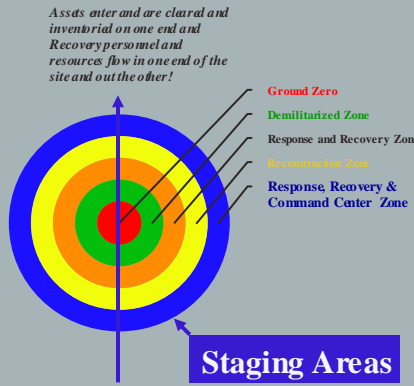 Assets enter and are cleared and
inventoried on one end and
Recovery personnel and
resources flow in one end of the
site and out the other!
Ground Zero
Demilitarized Zone
Response and Recovery Zon
Reconstruction Zone
Response, Recovery &
Command Center Zone
Staging Areas